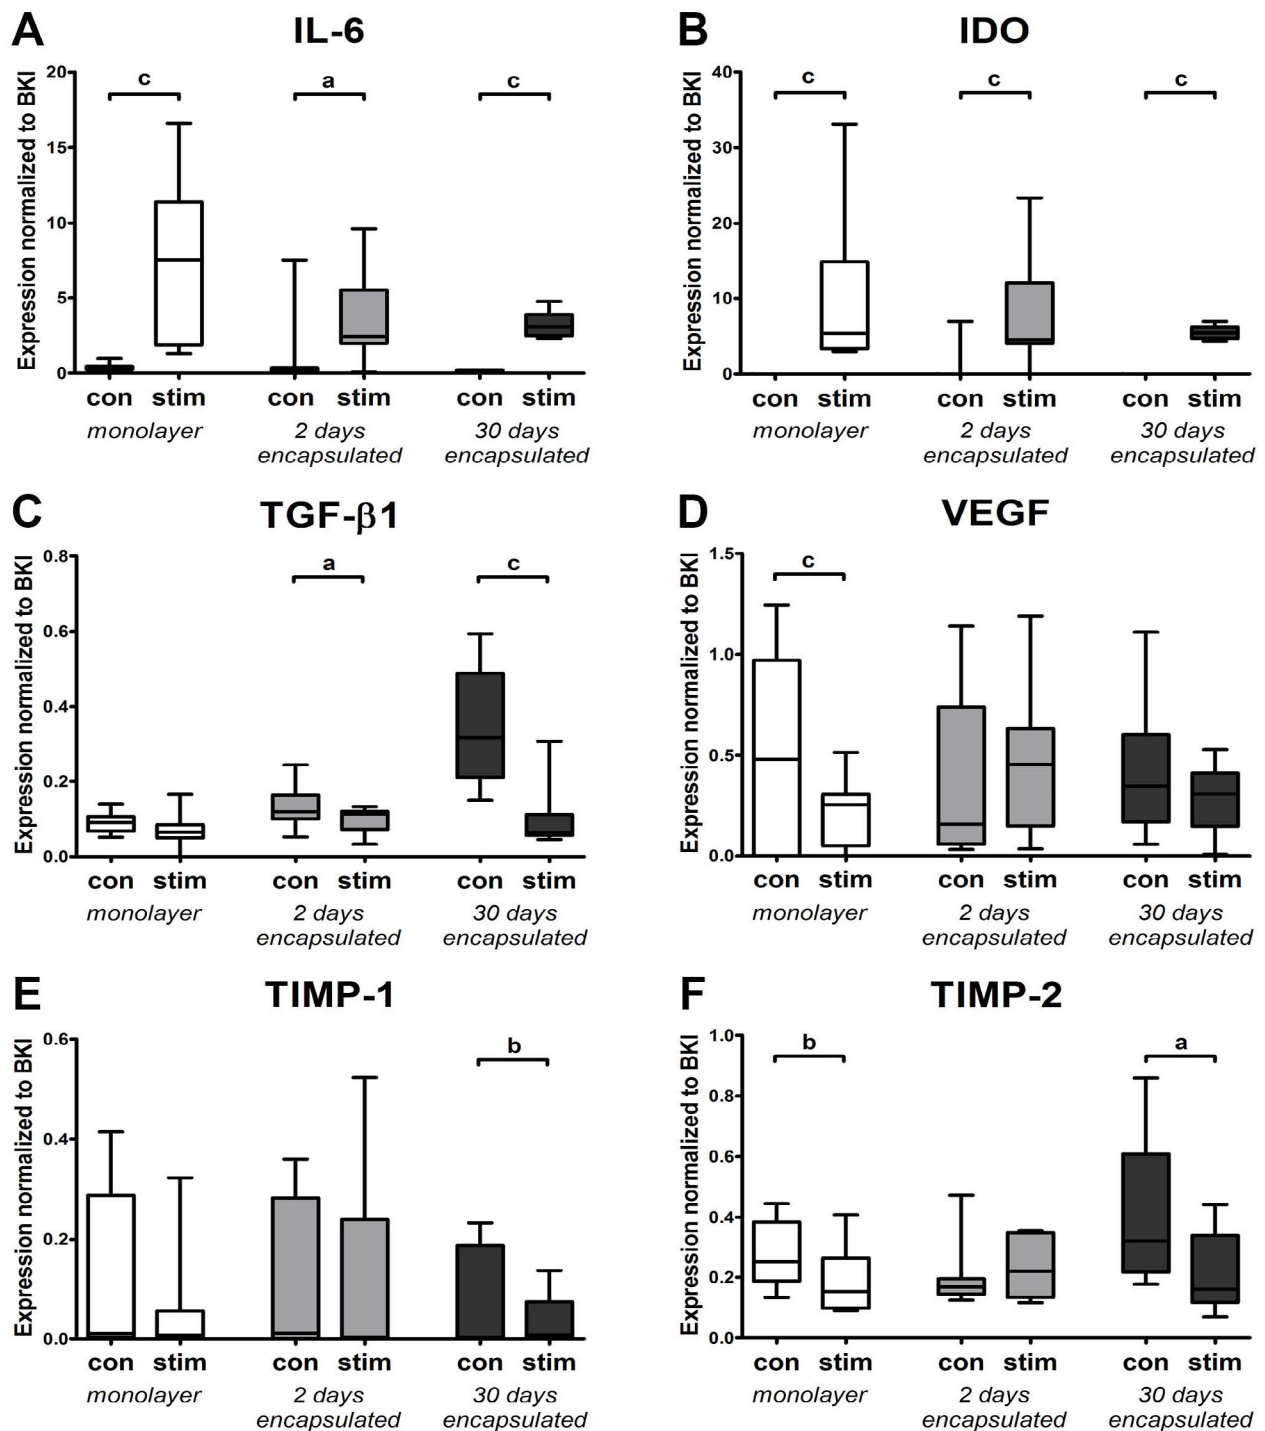 A IL-6
Expression normalized to BKI
20
15
10
5
0
c a c
con stim con stim con stim
monolayer 2 days 30 days
encapsulated encapsulated
B IDO
Expression normalized to BKI
40
30
20
10
0
c c c
con stim con stim con stim
monolayer 2 days 30 days
encapsulated encapsulated
C TGF-β1
Expression normalized to BKI
0.8
0.6
0.4
0.2
0.0
a c
con stim con stim con stim
monolayer 2 days 30 days
encapsulated encapsulated
D VEGF
Expression normalized to BKI
1.5
1.0
0.5
0.0
c
con stim con stim con stim
monolayer 2 days 30 days
encapsulated encapsulated
E TIMP-1
Expression normalized to BKI
0.6
0.4
0.2
0.0
b
con stim con stim con stim
monolayer 2 days 30 days
encapsulated encapsulated
F TIMP-2
Expression normalized to BKI
1.0
0.8
0.6
0.4
0.2
0.0
b a
con stim con stim con stim
monolayer 2 days 30 days
encapsulated encapsulated